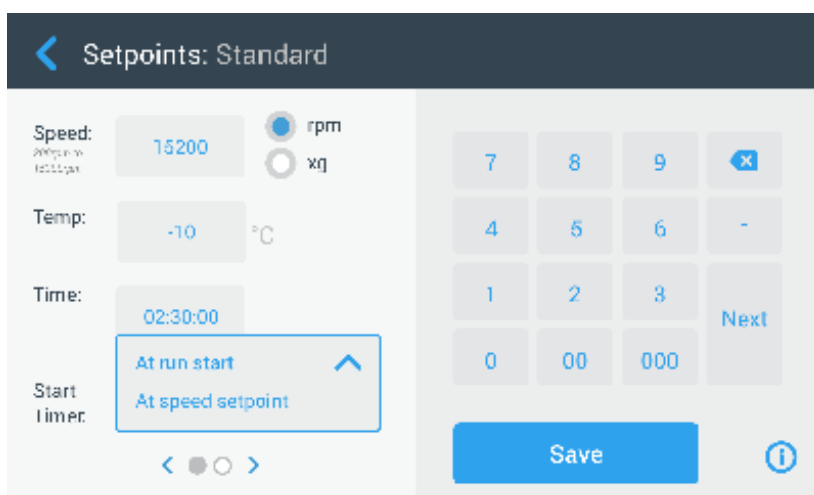 Setpoints: Standard
Speed:
15200
rpm
xg
Temp:
-10
°C
Time:
02:30:00
Start
Timer:
At run start
At speed setpoint
7 8 9
4 5 6 -
1 2 3
Next
0 00 000
Save